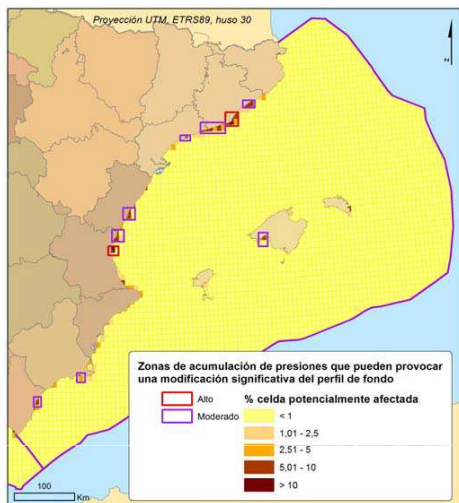 Proyección UTM, ETRS89, huso 30
z
Zonas de acumulación de presiones que pueden provocar
una modificación significativa del perfil de fondo
Alto
Moderado
% celda potencialmente afectada
< 1
1,01 - 2,5
2,51 - 5
5,01 - 10
> 10
100
Km